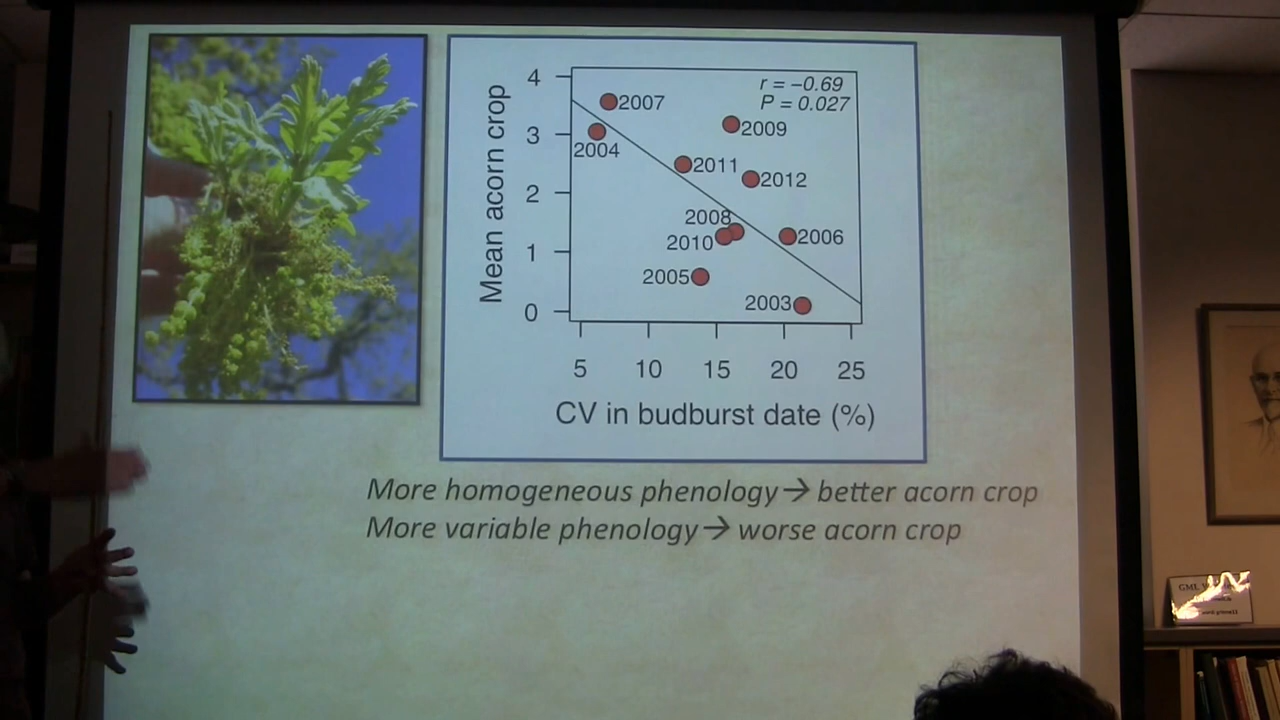 r = −0.69
P = 0.027
Mean acorn crop
4
3
2
1
0
2007
2004
2009
2011
2012
2008
2010
2006
2005
2003
5 10 15 20 25
CV in budburst date (%)
More homogeneous phenology→ better acorn crop
More variable phenology→ worse acorn crop
GML